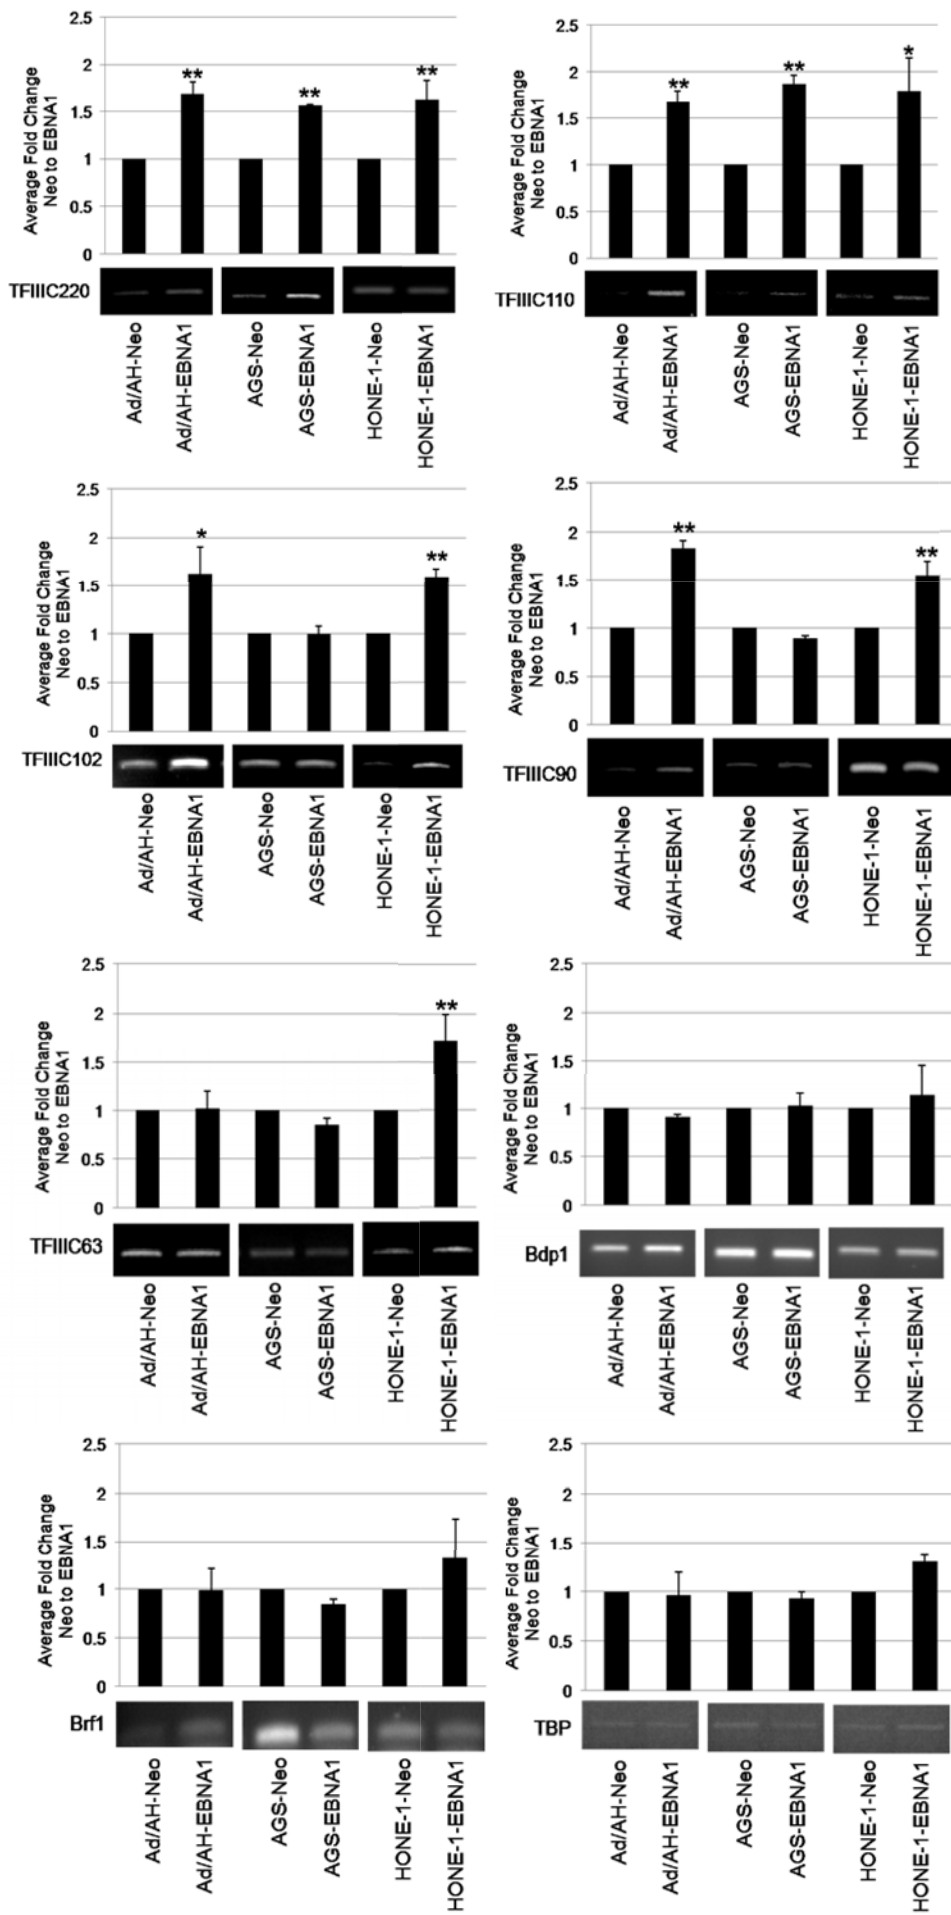 2.5
2
1.5
1
0.5
0
Average Fold Change
Neo to EBNA1
**
**
**
TFIIIC220
Ad/AH-Neo
Ad/AH-EBNA1
AGS-Neo
AGS-EBNA1
HONE-1-Neo
HONE-1-EBNA1
2.5
2
1.5
1
0.5
0
Average Fold Change
Neo to EBNA1
**
**
*
TFIIIC110
Ad/AH-Neo
Ad/AH-EBNA1
AGS-Neo
AGS-EBNA1
HONE-1-Neo
HONE-1-EBNA1
2.5
2
1.5
1
0.5
0
Average Fold Change
Neo to EBNA1
*
**
TFIIIC102
Ad/AH-Neo
Ad/AH-EBNA1
AGS-Neo
AGS-EBNA1
HONE-1-Neo
HONE-1-EBNA1
2.5
2
1.5
1
0.5
0
Average Fold Change
Neo to EBNA1
**
**
TFIIIC90
Ad/AH-Neo
Ad/AH-EBNA1
AGS-Neo
AGS-EBNA1
HONE-1-Neo
HONE-1-EBNA1
2.5
2
1.5
1
0.5
0
Average Fold Change
Neo to EBNA1
**
TFIIIC63
Ad/AH-Neo
Ad/AH-EBNA1
AGS-Neo
AGS-EBNA1
HONE-1-Neo
HONE-1-EBNA1
2.5
2
1.5
1
0.5
0
Average Fold Change
Neo to EBNA1
Bdp1
Ad/AH-Neo
Ad/AH-EBNA1
AGS-Neo
AGS-EBNA1
HONE-1-Neo
HONE-1-EBNA1
2.5
2
1.5
1
0.5
0
Average Fold Change
Neo to EBNA1
Brf1
Ad/AH-Neo
Ad/AH-EBNA1
AGS-Neo
AGS-EBNA1
HONE-1-Neo
HONE-1-EBNA1
2.5
2
1.5
1
0.5
0
Average Fold Change
Neo to EBNA1
TBP
Ad/AH-Neo
Ad/AH-EBNA1
AGS-Neo
AGS-EBNA1
HONE-1-Neo
HONE-1-EBNA1